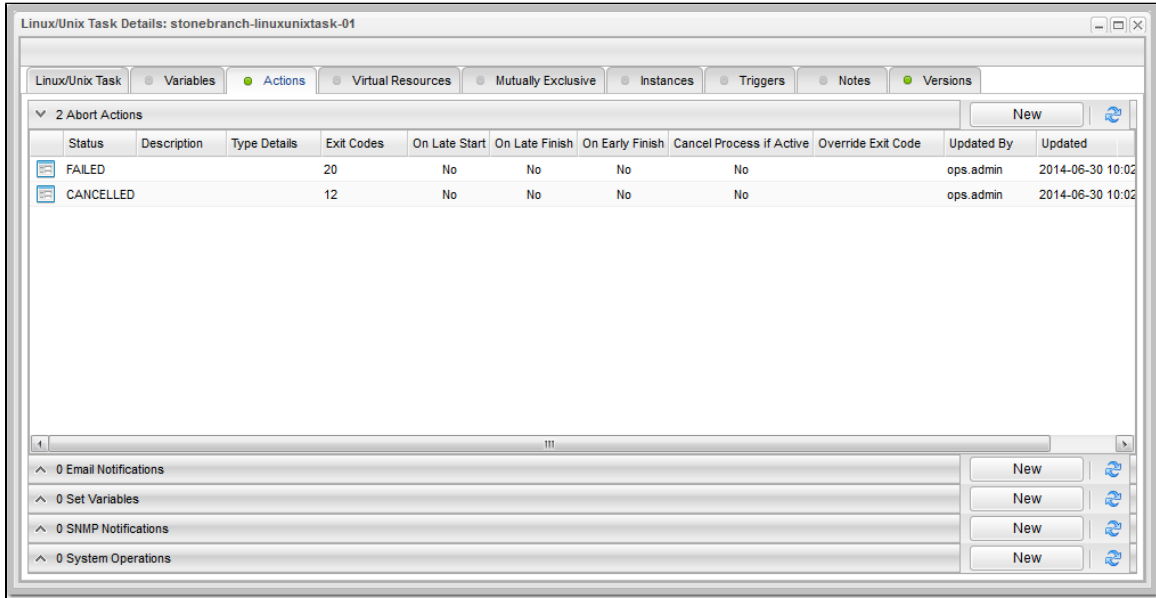 Linux/Unix Task Details: stonebranch-linuxunixtask-01
Linux/Unix Task Variables Actions Virtual Resources Mutually Exclusive Instances Triggers Notes Versions
2 Abort Actions New
Status Description Type Details Exit Codes On Late Start On Late Finish On Early Finish Cancel Process if Active Override Exit Code Updated By Updated
FAILED 20 No No No No ops.admin 2014-06-30 10:02
CANCELLED 12 No No No No ops.admin 2014-06-30 10:02
0 Email Notifications New
0 Set Variables New
0 SNMP Notifications New
0 System Operations New